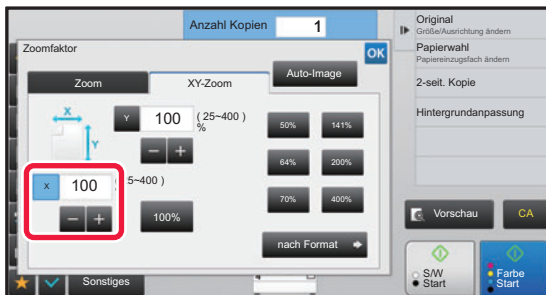 Anzahl Kopien 1
Original
Größe/Ausrichtung ändern
Zoomfaktor
OK
Papierwahl
Papiereinzugsfach ändern
Zoom
XY-Zoom
Auto-Image
2-seit. Kopie
Hintergrundanpassung
X
Y
Y 100 ( 25~400 )
%
50% 141%
64% 200%
X 100 ( 5~400 )
70% 400%
100%
nach Format
Vorschau
CA
Sonstiges
S/W
Start
Farbe
Start